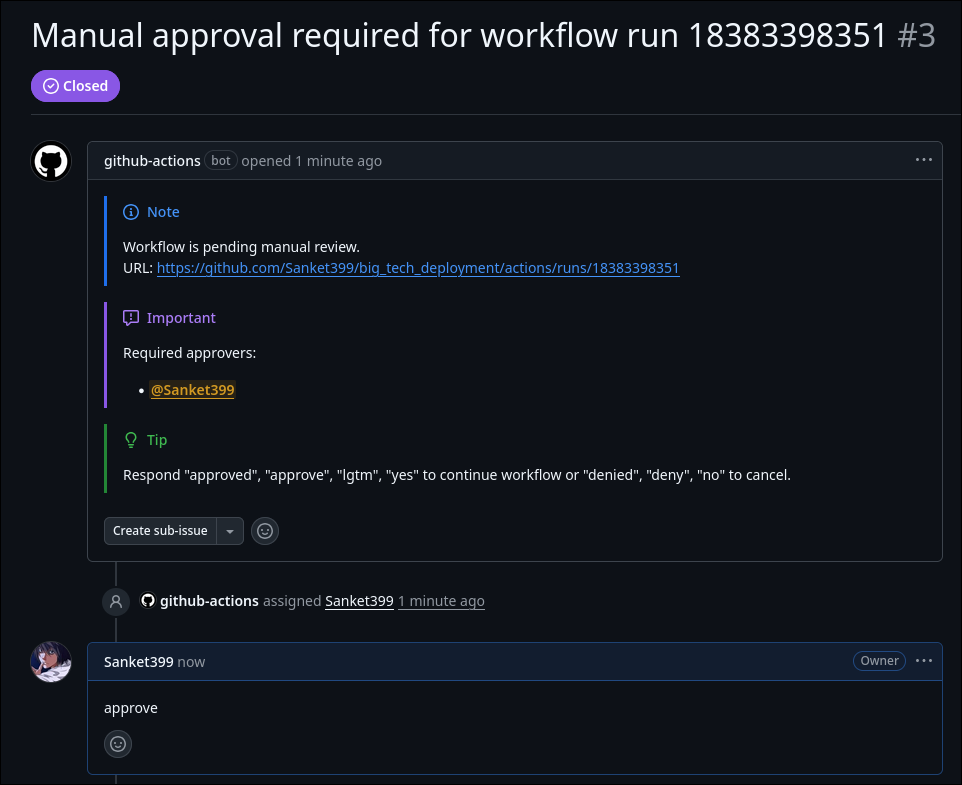 Manual approval required for workflow run 18383398351 #3
Closed
github-actions bot opened 1 minute ago
Note
Workflow is pending manual review.
URL: https://github.com/Sanket399/big_tech_deployment/actions/runs/18383398351
Important
Required approvers:
• @Sanket399
Tip
Respond "approved", "approve", "lgtm", "yes" to continue workflow or "denied", "deny", "no" to cancel.
Create sub-issue
github-actions assigned Sanket399 1 minute ago
Sanket399 now Owner
approve